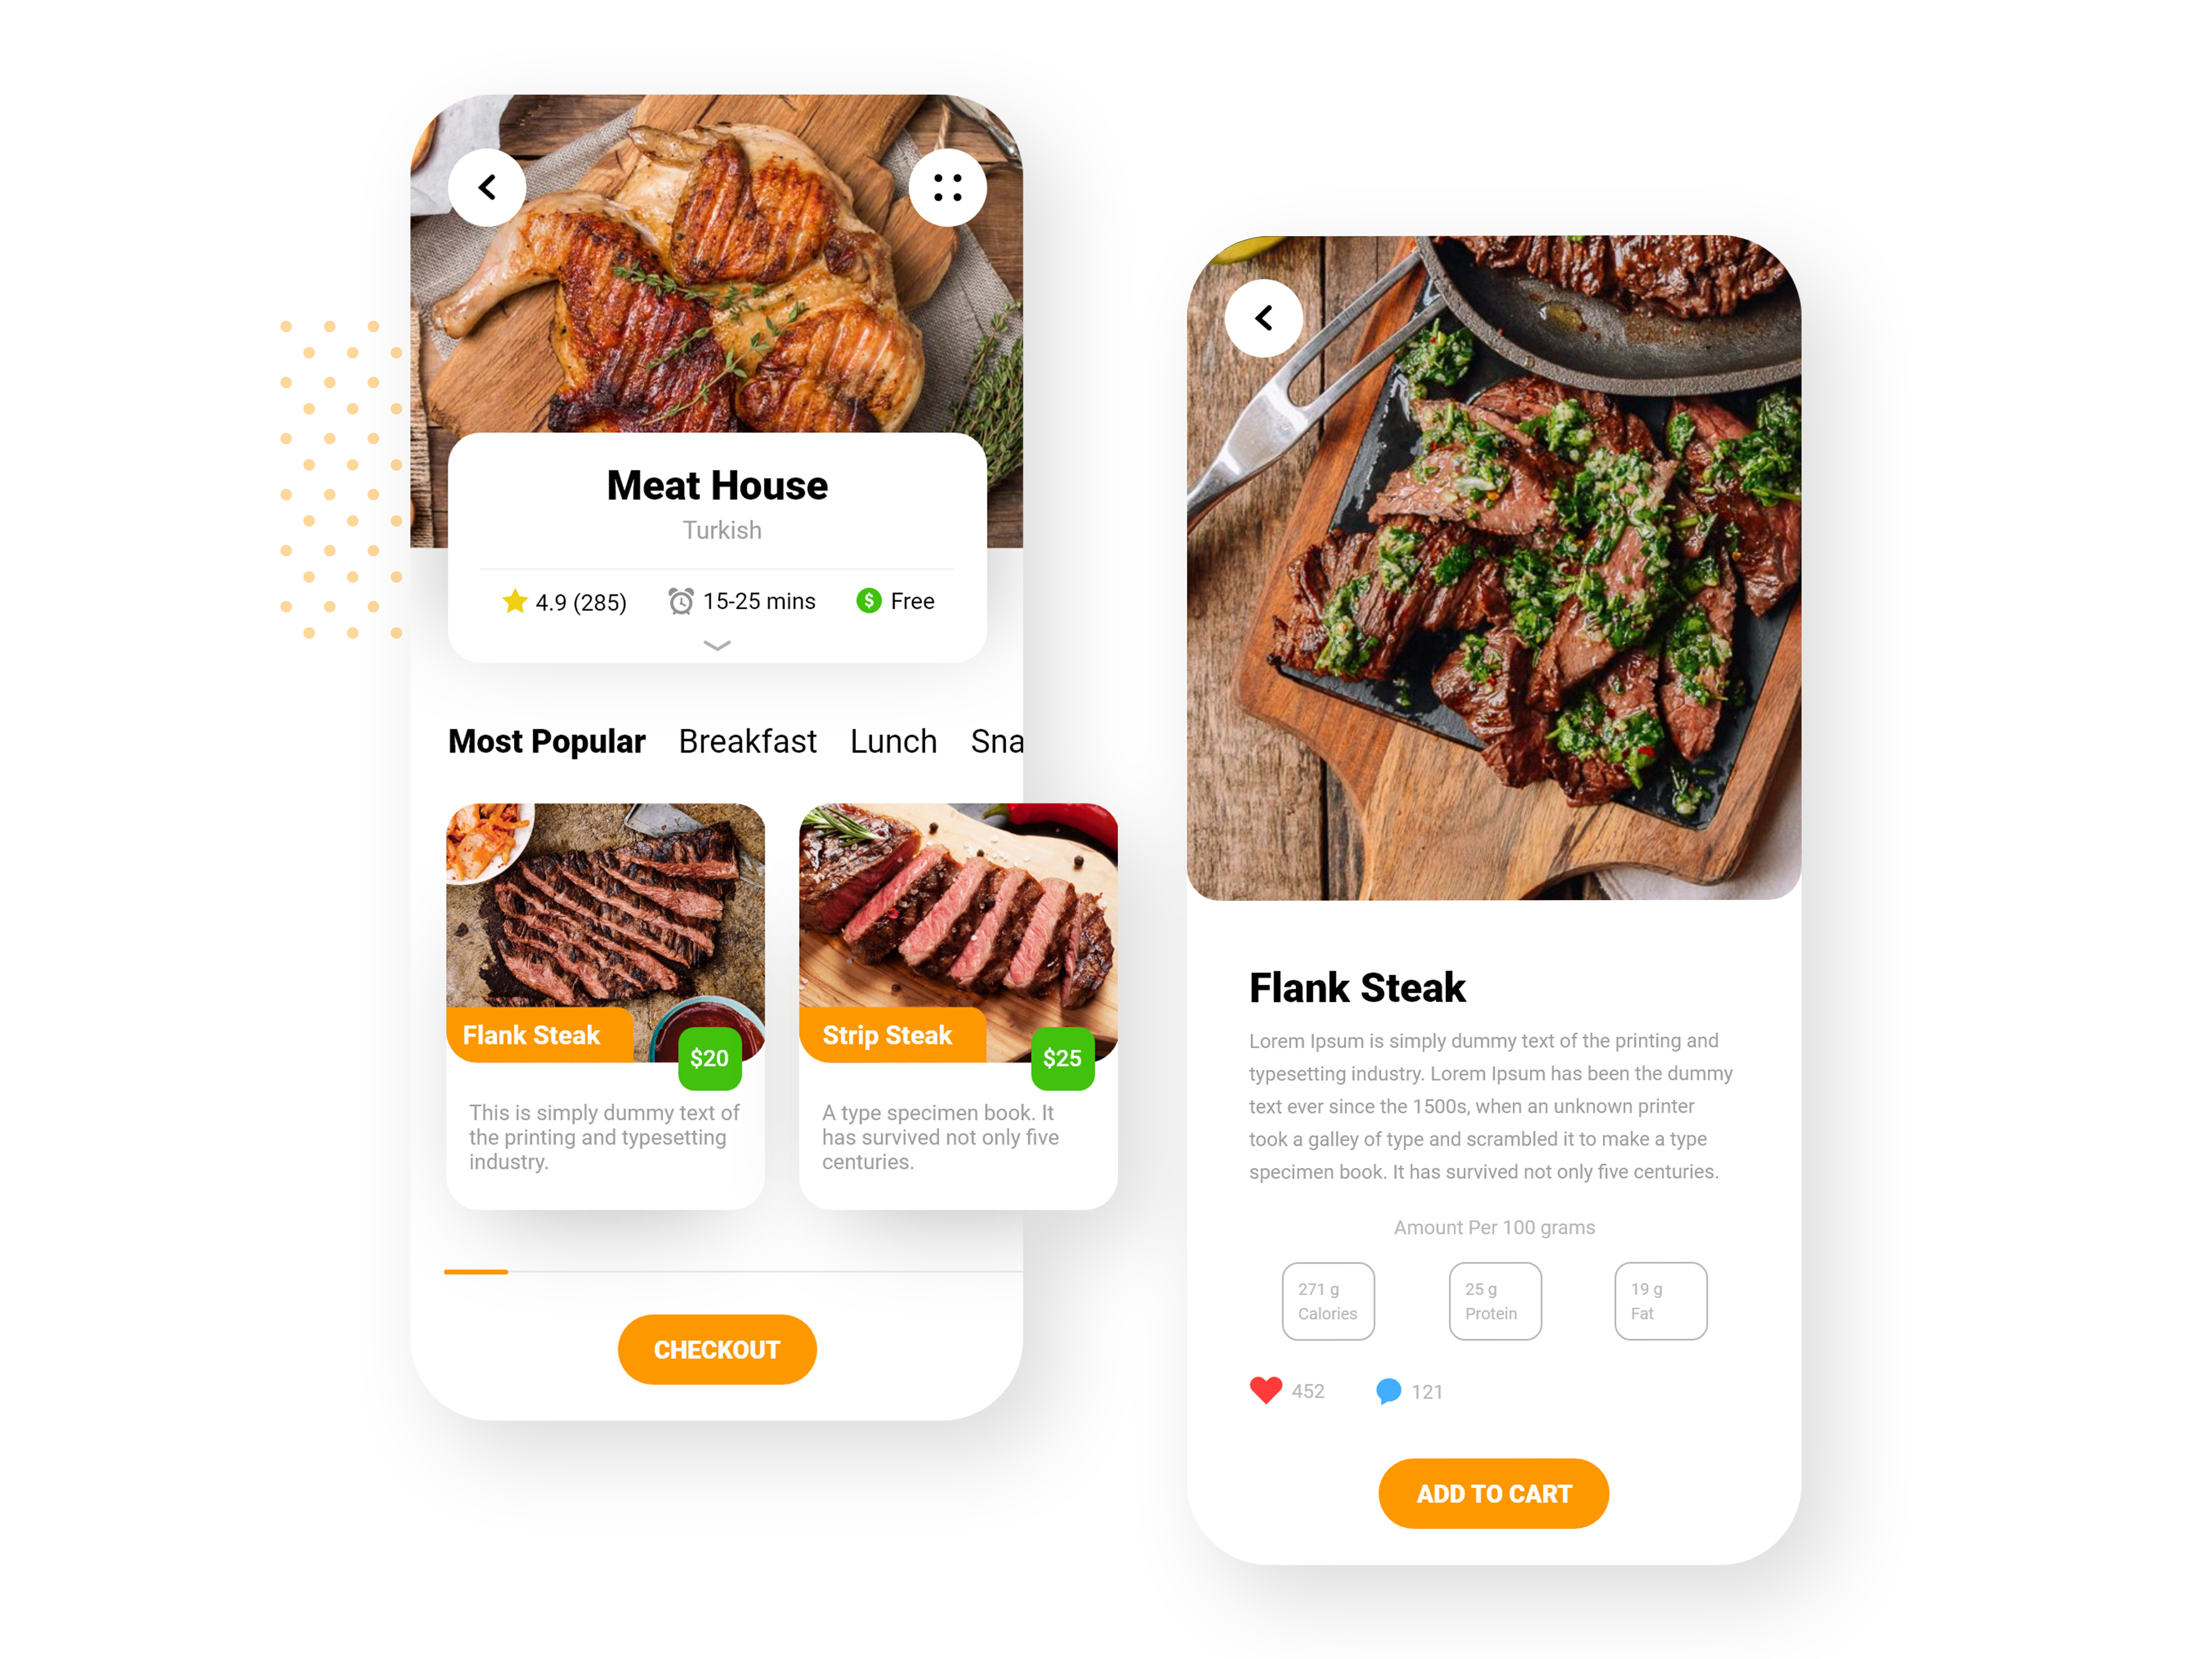 Meat House
Turkish
4.9 (285)
15-25 mins
$
Free
Most Popular
Breakfast
Lunch
Sna
Flank Steak
$20
This is simply dummy text of
the printing and typesetting
industry.
Strip Steak
$25
A type specimen book. It
has survived not only five
centuries.
CHECKOUT
Flank Steak
Lorem Ipsum is simply dummy text of the printing and
typesetting industry. Lorem Ipsum has been the dummy
text ever since the 1500s, when an unknown printer
took a galley of type and scrambled it to make a type
specimen book. It has survived not only five centuries.
Amount Per 100 grams
271 g
Calories
25 g
Protein
19 g
Fat
452
121
ADD TO CART